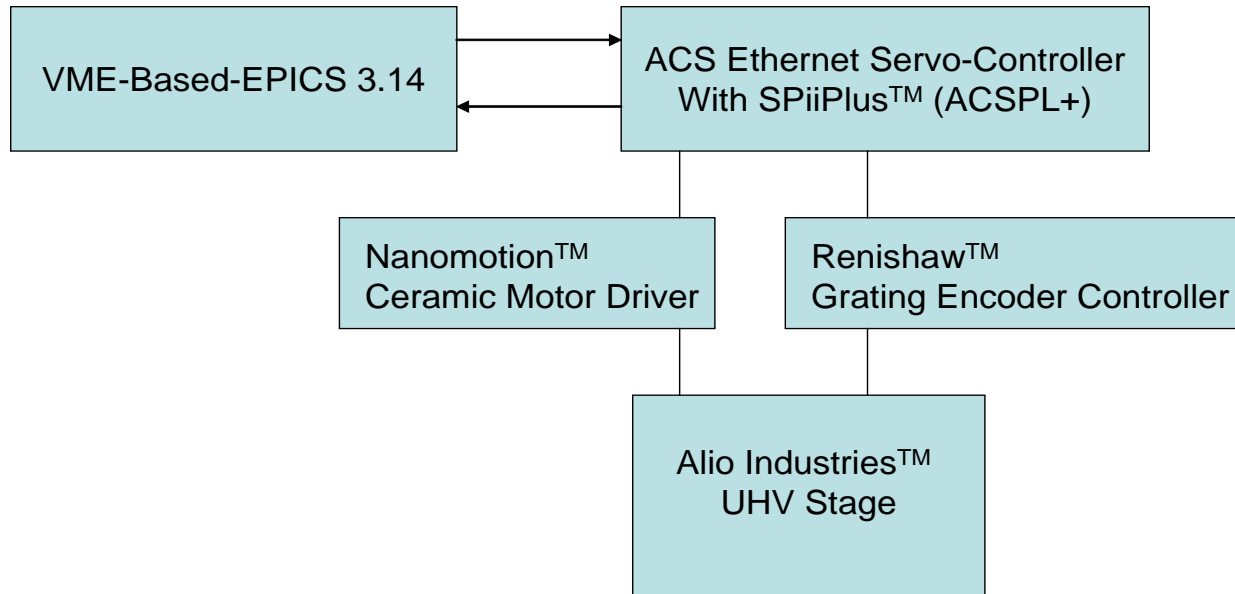 VME-Based-EPICS 3.14
ACS Ethernet Servo-Controller
With SPiiPlus™ (ACSPL+)
Nanomotion™
Ceramic Motor Driver
Renishaw™
Grating Encoder Controller
Alio Industries™
UHV Stage